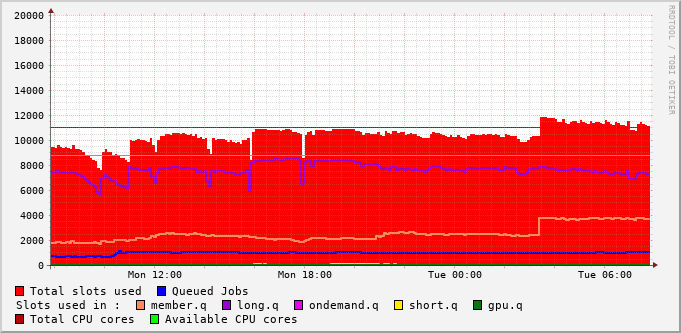 RRDTOOL / TOBI OETIKER
20000
18000
16000
14000
12000
10000
8000
6000
4000
2000
0
Mon 12:00 Mon 18:00 Tue 00:00 Tue 06:00
Total slots used Queued Jobs
Slots used in : member.q long.q ondemand.q short.q gpu.q
Total CPU cores Available CPU cores